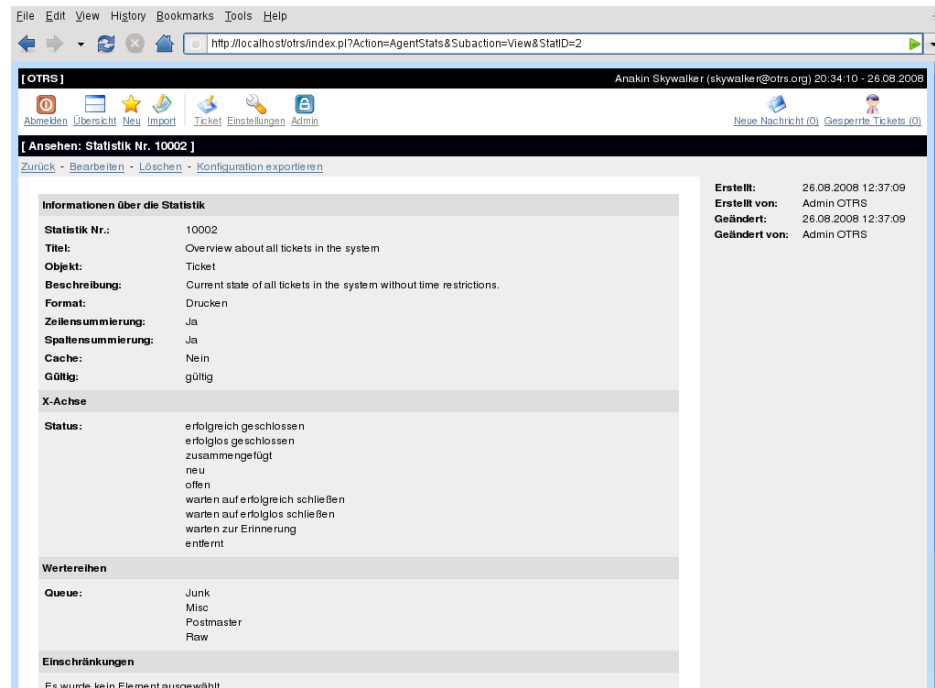 File Edit View History Bookmarks Tools Help
http://localhost/otrs/index.pl?Action=AgentStats&Subaction=View&StatID=2
[ OTRS ] Anakin Skywalker (skywalker@otrs.org) 20:34:10 - 26.08.2008
Abmelden Übersicht Neu Import Ticket Einstellungen Admin Neue Nachricht (0) Gesperrte Tickets (0)
[ Ansehen: Statistik Nr. 10002 ]
Zurück - Bearbeiten - Löschen - Konfiguration exportieren
Informationen über die Statistik
Statistik Nr.: 10002
Titel: Overview about all tickets in the system
Objekt: Ticket
Beschreibung: Current state of all tickets in the system without time restrictions.
Format: Drucken
Zeilensummierung: Ja
Spaltensummierung: Ja
Cache: Nein
Gültig: gültig
X-Achse
Status: erfolgreich geschlossen
erfolglos geschlossen
zusammengefügt
neu
offen
warten auf erfolgreich schließen
warten auf erfolglos schließen
warten zur Erinnerung
entfernt
Wertereihen
Queue: Junk
Misc
Postmaster
Raw
Einschränkungen
Es wurde kein Element ausgewählt.
Erstellt: 26.08.2008 12:37:09
Erstellt von: Admin OTRS
Geändert: 26.08.2008 12:37:09
Geändert von: Admin OTRS